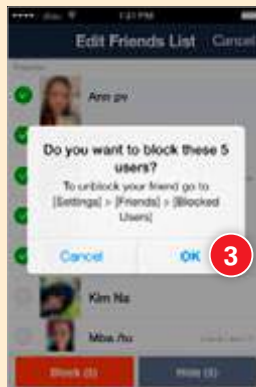 Edit Friends List Cancel
Ann pv
Do you want to block these 5
users?
To unblock your friend go to
[Settings] > [Friends] > [Blocked
Users]
Cancel OK
3
Kim Na
Block (5) Hide (5)